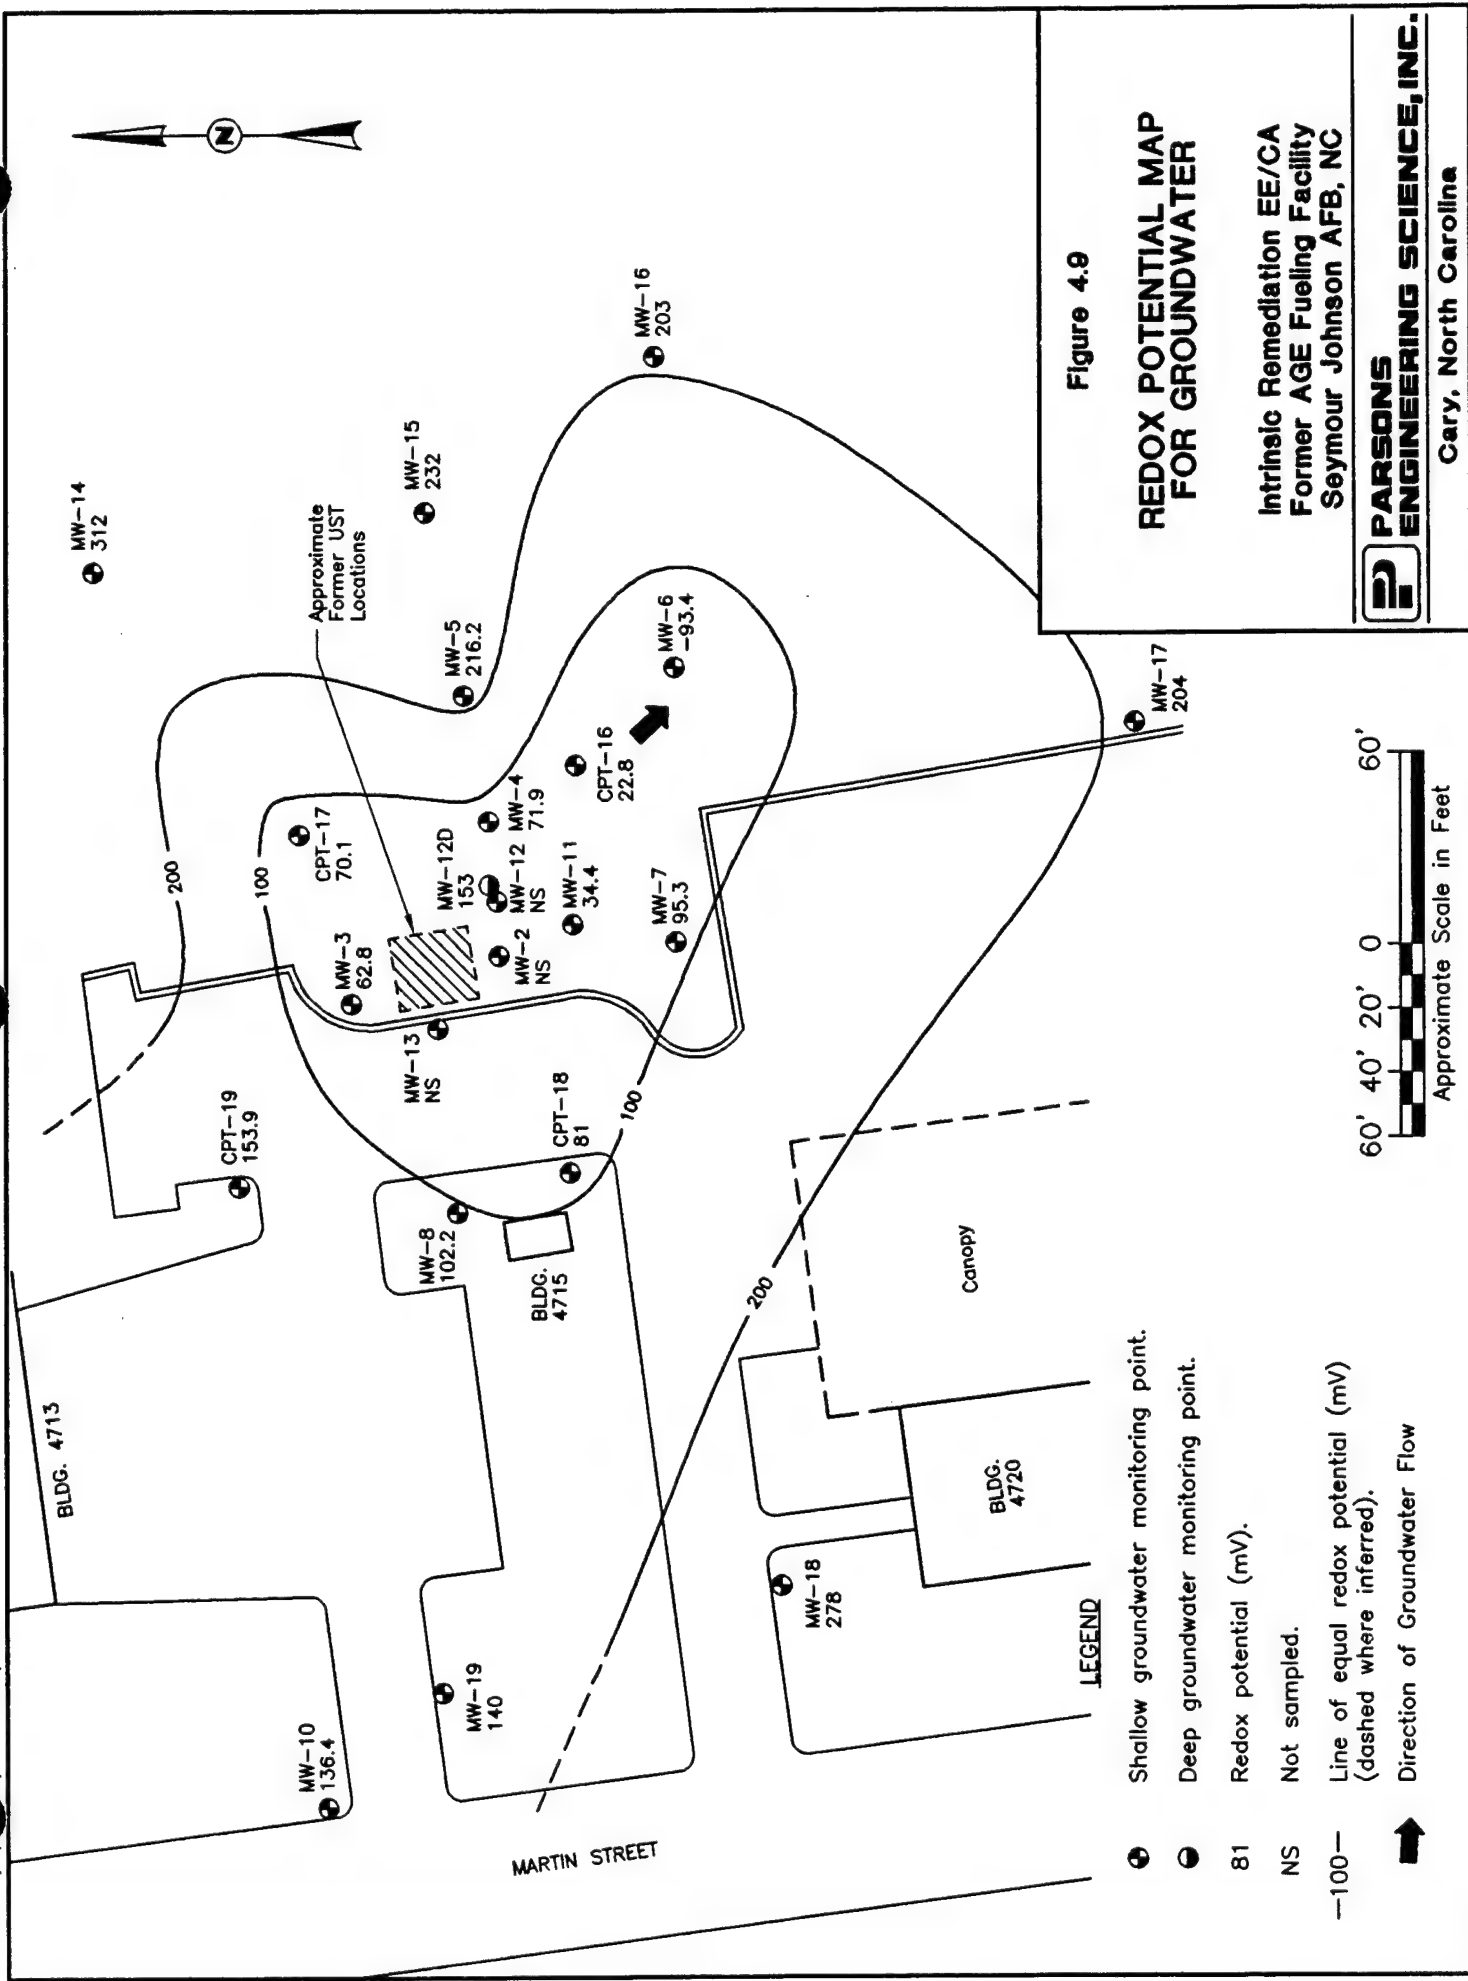 MW-14
312
MW-15
232
MW-16
203
Approximate
Former UST
Locations
MW-5
216.2
MW-6
-93.4
MW-17
204
CPT-16
22.8
MW-4
71.9
CPT-17
70.1
MW-12D
153
MW-12
NS
MW-11
34.4
MW-7
95.3
MW-3
62.8
MW-2
NS
MW-13
NS
CPT-18
81
CPT-19
153.9
MW-8
102.2
BLDG.
4715
BLDG. 4713
MW-10
136.4
MW-19
140
MW-18
278
BLDG.
4720
Canopy
MARTIN STREET
200
100
100
200
N
LEGEND
Shallow groundwater monitoring point.
Deep groundwater monitoring point.
81 Redox potential (mV).
NS Not sampled.
—100— Line of equal redox potential (mV)
(dashed where inferred).
Direction of Groundwater Flow
60' 40' 20' 0 60'
Approximate Scale in Feet
Figure 4.9
REDOX POTENTIAL MAP
FOR GROUNDWATER
Intrinsic Remediation EE/CA
Former AGE Fueling Facility
Seymour Johnson AFB, NC
PARSONS
ENGINEERING SCIENCE, INC.
Cary, North Carolina